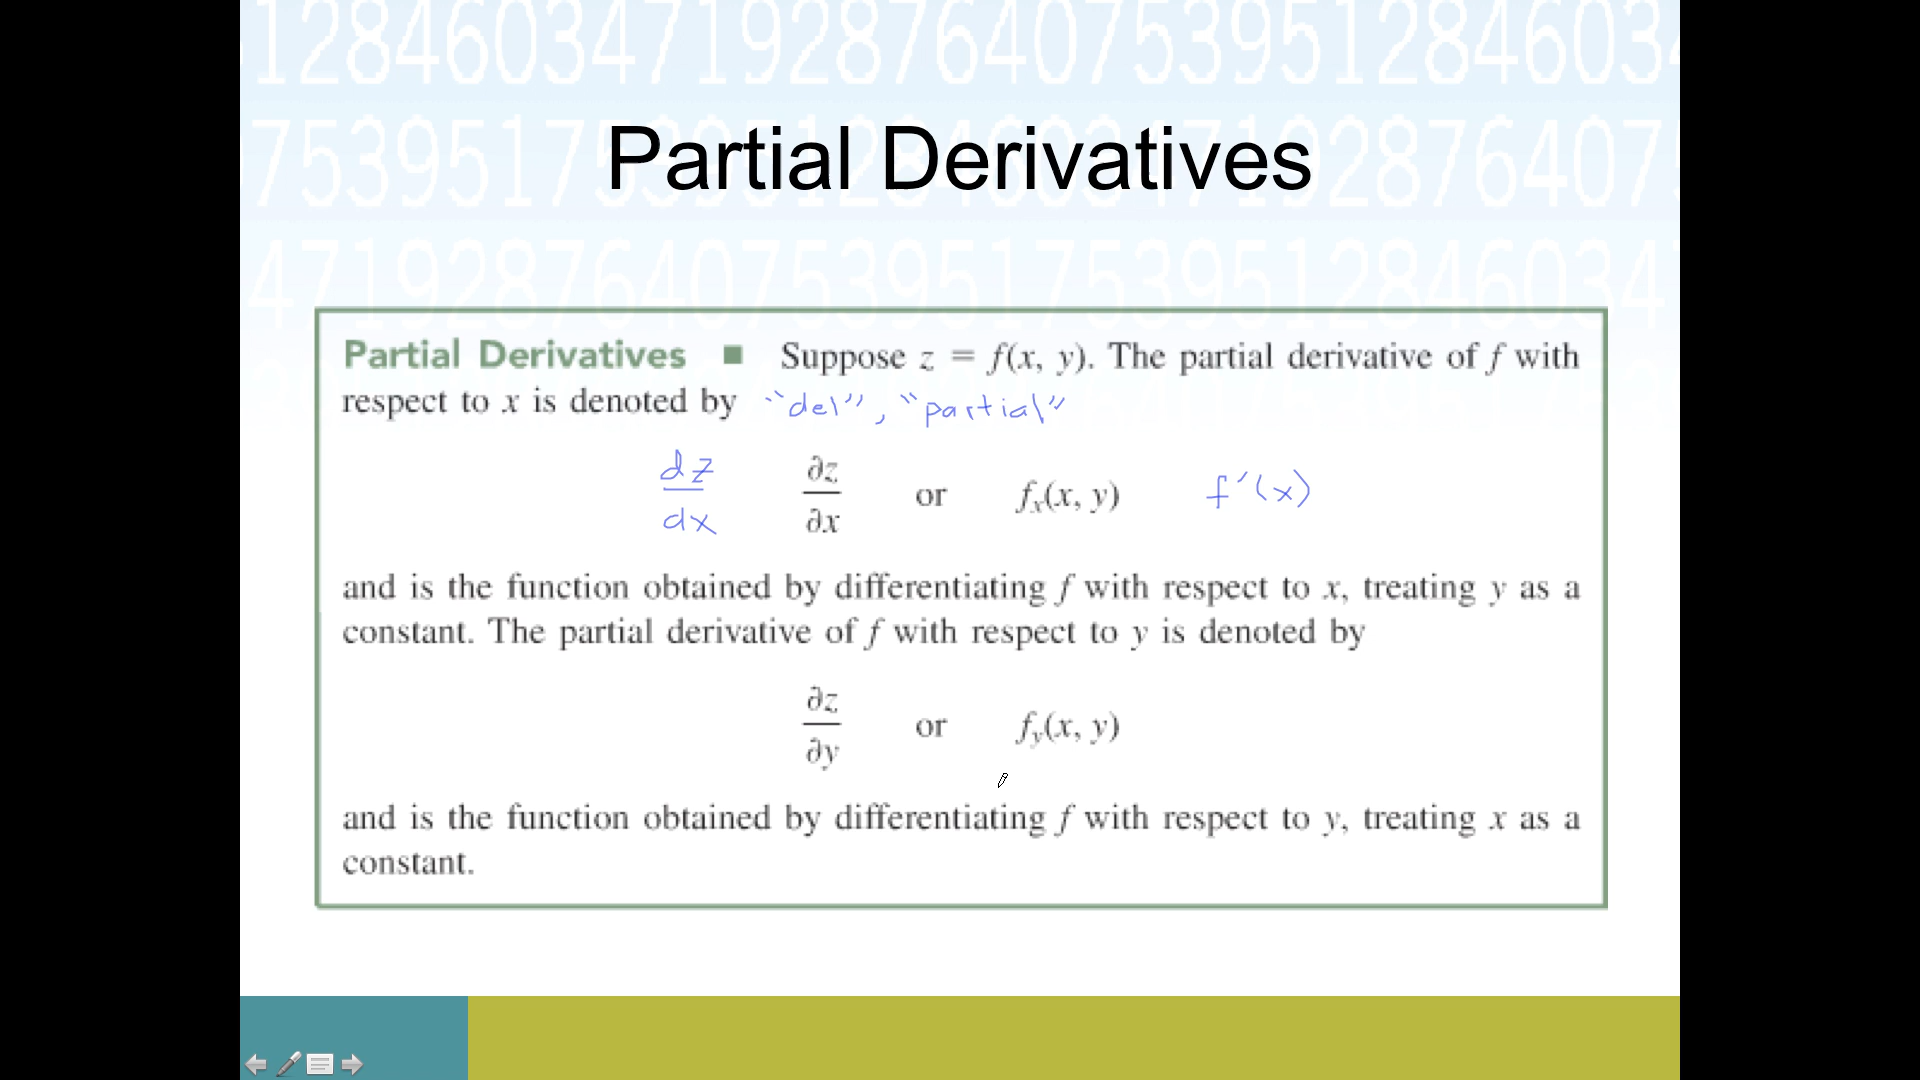 12846034719287640753951284603
Partial Derivatives
Partial Derivatives ■ Suppose z = f(x, y). The partial derivative of f with
respect to x is denoted by "del", "partial"
dz/dx ∂z/∂x or fₓ(x, y) f'(x)
and is the function obtained by differentiating f with respect to x, treating y as a
constant. The partial derivative of f with respect to y is denoted by
∂z/∂y or fᵧ(x, y)
and is the function obtained by differentiating f with respect to y, treating x as a
constant.